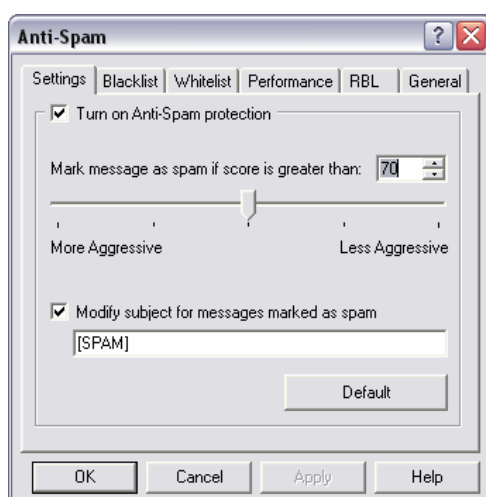 Anti-Spam
Settings Blacklist Whitelist Performance RBL General
Turn on Anti-Spam protection
Mark message as spam if score is greater than: 70
More Aggressive Less Aggressive
Modify subject for messages marked as spam
[SPAM]
Default
OK Cancel Apply Help